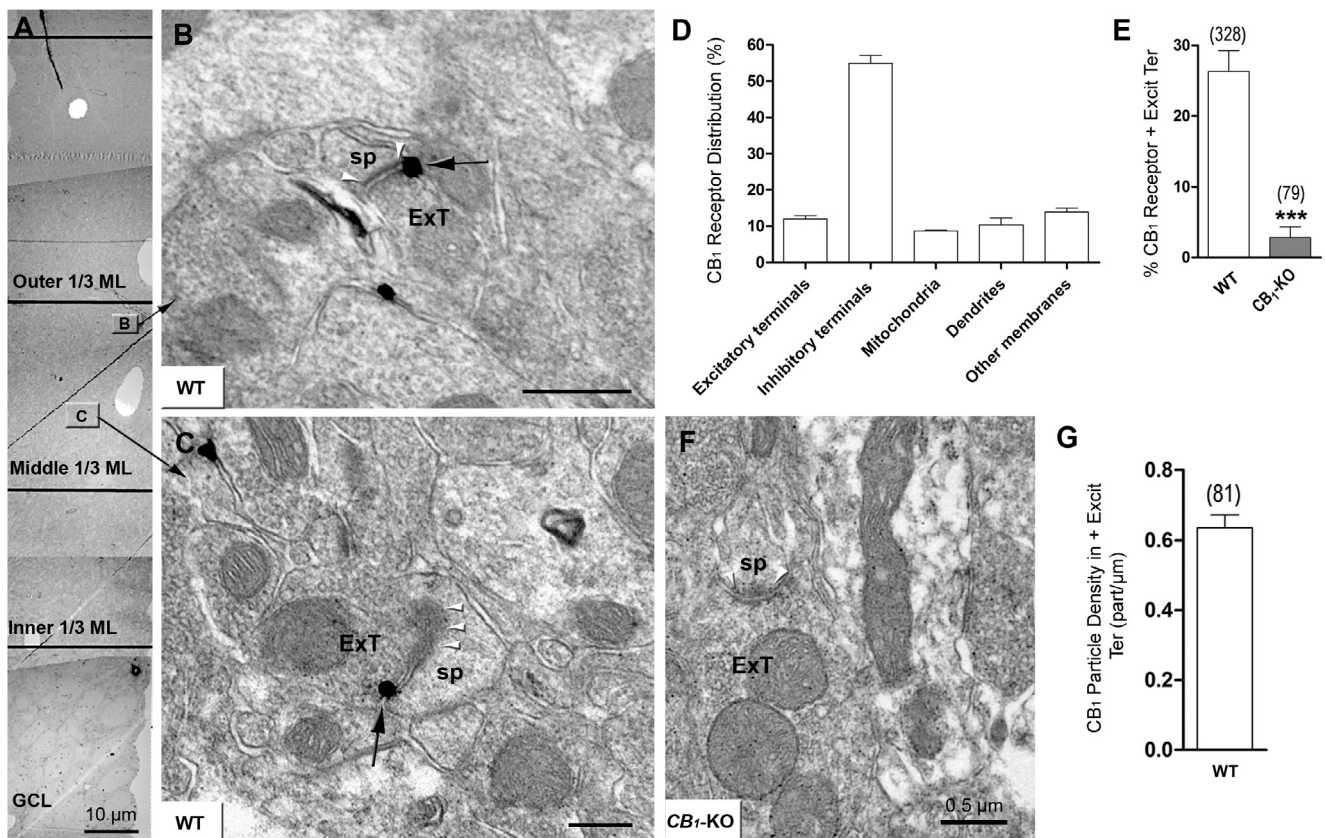 A
Outer 1/3 ML
B
C
Middle 1/3 ML
Inner 1/3 ML
GCL
10 µm
B
sp
ExT
WT
C
ExT
sp
WT
D
CB₁ Receptor Distribution (%)
60
50
40
30
20
10
0
Excitatory terminals
Inhibitory terminals
Mitochondria
Dendrites
Other membranes
E
% CB₁ Receptor + Excit Ter
30
20
10
0
(328)
(79)
***
WT
CB₁-KO
F
sp
ExT
CB₁-KO
0.5 µm
G
CB₁ Particle Density in + Excit
Ter (part/µm)
0.8
0.6
0.4
0.2
0.0
(81)
WT